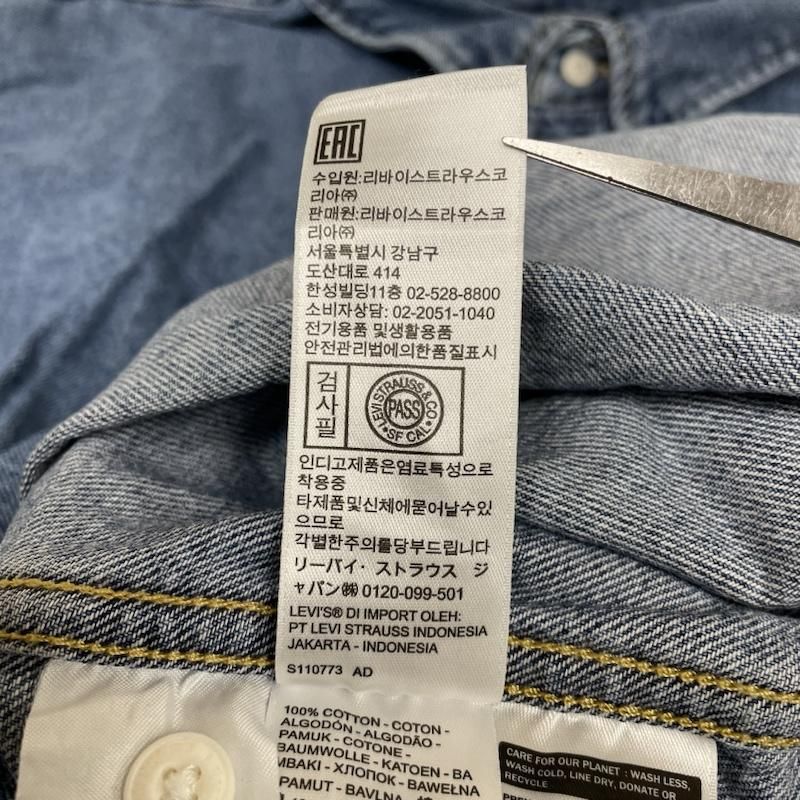 EAC
수입원:리바이스트라우스코
리아㈜
판매원:리바이스트라우스코
리아㈜
서울특별시 강남구
도산대로 414
한성빌딩11층 02-528-8800
소비자상담: 02-2051-1040
전기용품 및생활용품
안전관리법에의한품질표시
검사필
LEVI STRAUSS & CO
PASS
SF CAL
인디고제품은염료특성으로
착용중
타제품및신체에묻어날수있
으므로
각별한주의를당부드립니다
リーバイ・ ストラウス ジ
ャパン㈱ 0120-099-501
LEVI'S® DI IMPORT OLEH:
PT LEVI STRAUSS INDONESIA
JAKARTA - INDONESIA
S110773 AD
100% COTTON - COTON -
ALGODÓN - ALGODÃO -
PAMUK - COTONE -
BAUMWOLLE - KATOEN - BA
MBAKI - ХЛОПОК - BAWEŁNA
PAMUT - BAVLNA -
CARE FOR OUR PLANET : WASH LESS,
WASH COLD, LINE DRY, DONATE OR
RECYCLE